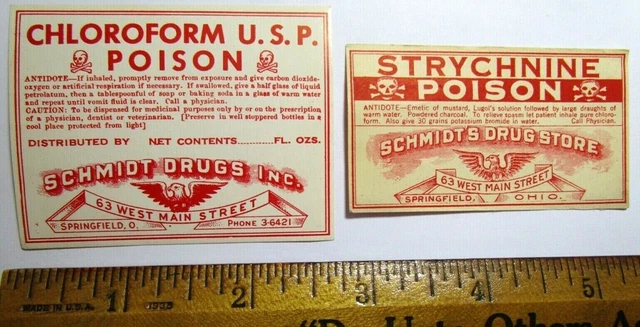 CHLOROFORM U.S.P.
POISON
ANTIDOTE—If inhaled, promptly remove from exposure and give carbon dioxide-
oxygen or artificial respiration if necessary. If swallowed, give a half glass of liquid
petrolatum, then a tablespoonful of soap or baking soda in a glass of warm water
and repeat until vomit fluid is clear. Call a physician.
CAUTION: To be dispensed for medicinal purposes only by or on the prescription
of a physician, dentist or veterinarian. [Preserve in well stoppered bottles in a
cool place protected from light]
DISTRIBUTED BY NET CONTENTS..........FL. OZS.
SCHMIDT DRUGS INC.
63 WEST MAIN STREET
SPRINGFIELD, O. PHONE 3-6421
STRYCHNINE
POISON
ANTIDOTE—Emetic of mustard, Lugol's solution followed by large draughts of
warm water. Powdered charcoal. To relieve spasm let patient inhale pure chloro-
form. Also give 30 grains potassium bromide in water. Call Physician.
SCHMIDT'S DRUG STORE
63 WEST MAIN STREET
SPRINGFIELD, OHIO.
1 2 3 4 5
MADE IN U.S.A.
"Do Unto Others As